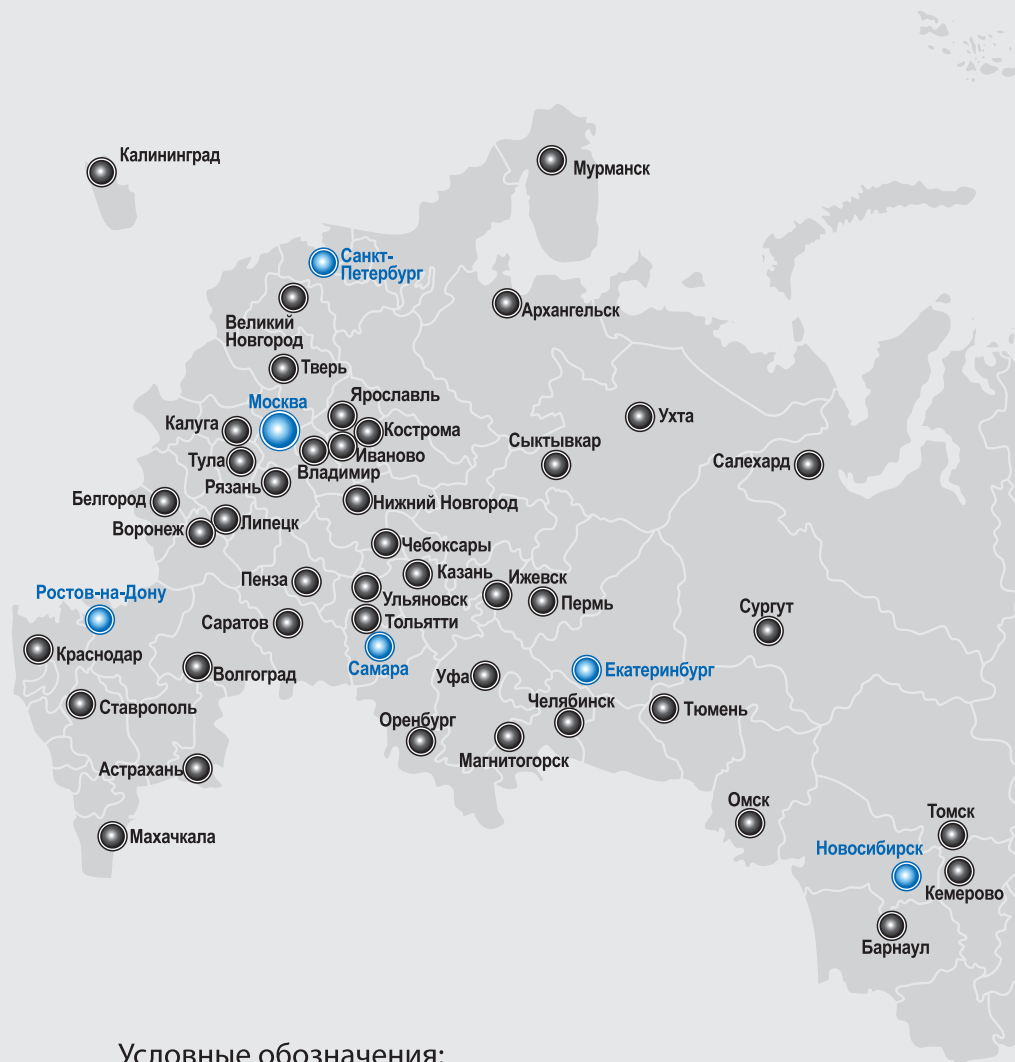 Калининград
Мурманск
Санкт-
Петербург
Архангельск
Великий
Новгород
Тверь
Ярославль
Москва
Калуга
Кострома
Ухта
Сыктывкар
Иваново
Тула
Салехард
Владимир
Рязань
Белгород
Нижний Новгород
Липецк
Воронеж
Чебоксары
Казань
Ижевск
Пенза
Ульяновск
Пермь
Ростов-на-Дону
Сургут
Саратов
Тольятти
Краснодар
Самара
Екатеринбург
Волгоград
Уфа
Челябинск
Ставрополь
Тюмень
Оренбург
Магнитогорск
Астрахань
Омск
Томск
Махачкала
Новосибирск
Кемерово
Барнаул
Условные обозначения: